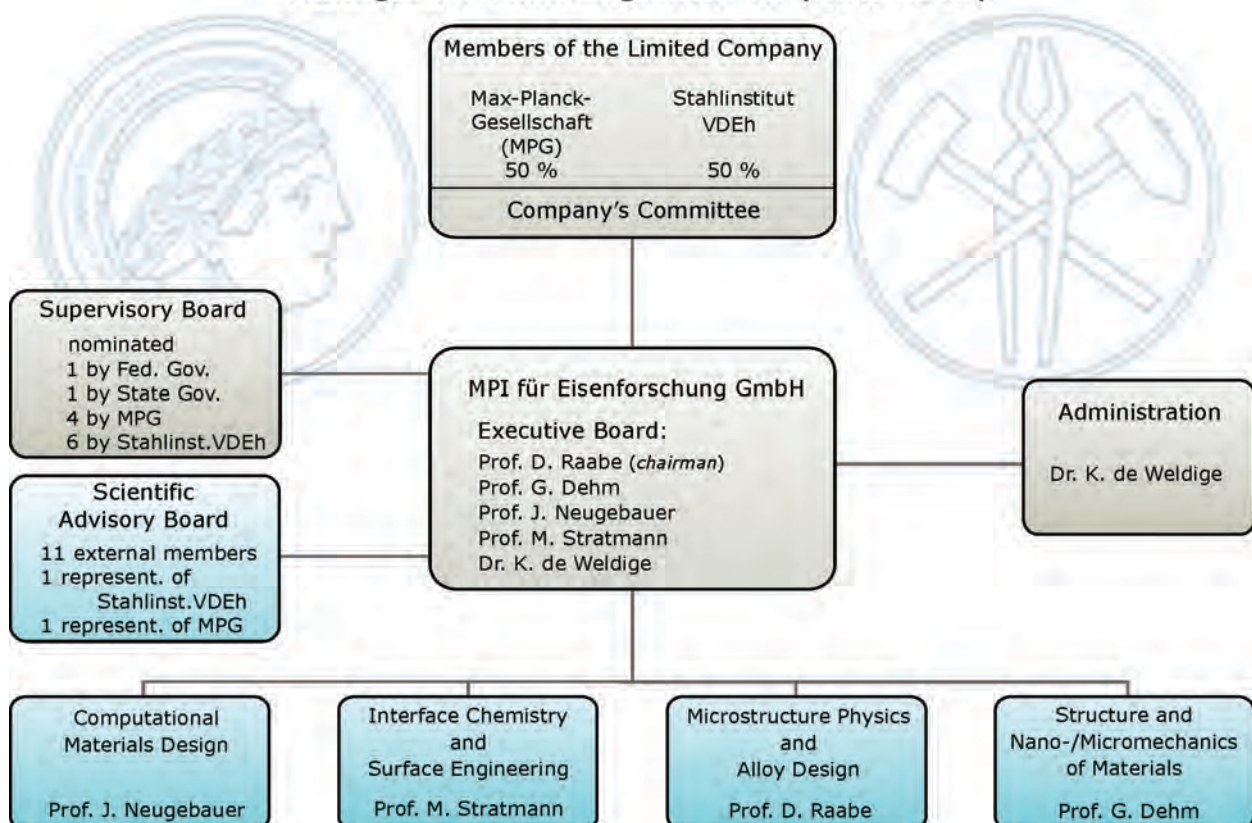 Members of the Limited Company
Max-Planck-
Gesellschaft
(MPG)
50 %
Stahlinstitut
VDEh
50 %
Company's Committee
Supervisory Board
nominated
1 by Fed. Gov.
1 by State Gov.
4 by MPG
6 by Stahlinst.VDEh
Scientific
Advisory Board
11 external members
1 represent. of
Stahlinst.VDEh
1 represent. of MPG
MPI für Eisenforschung GmbH
Executive Board:
Prof. D. Raabe (chairman)
Prof. G. Dehm
Prof. J. Neugebauer
Prof. M. Stratmann
Dr. K. de Weldige
Administration
Dr. K. de Weldige
Computational
Materials Design
Prof. J. Neugebauer
Interface Chemistry
and
Surface Engineering
Prof. M. Stratmann
Microstructure Physics
and
Alloy Design
Prof. D. Raabe
Structure and
Nano-/Micromechanics
of Materials
Prof. G. Dehm